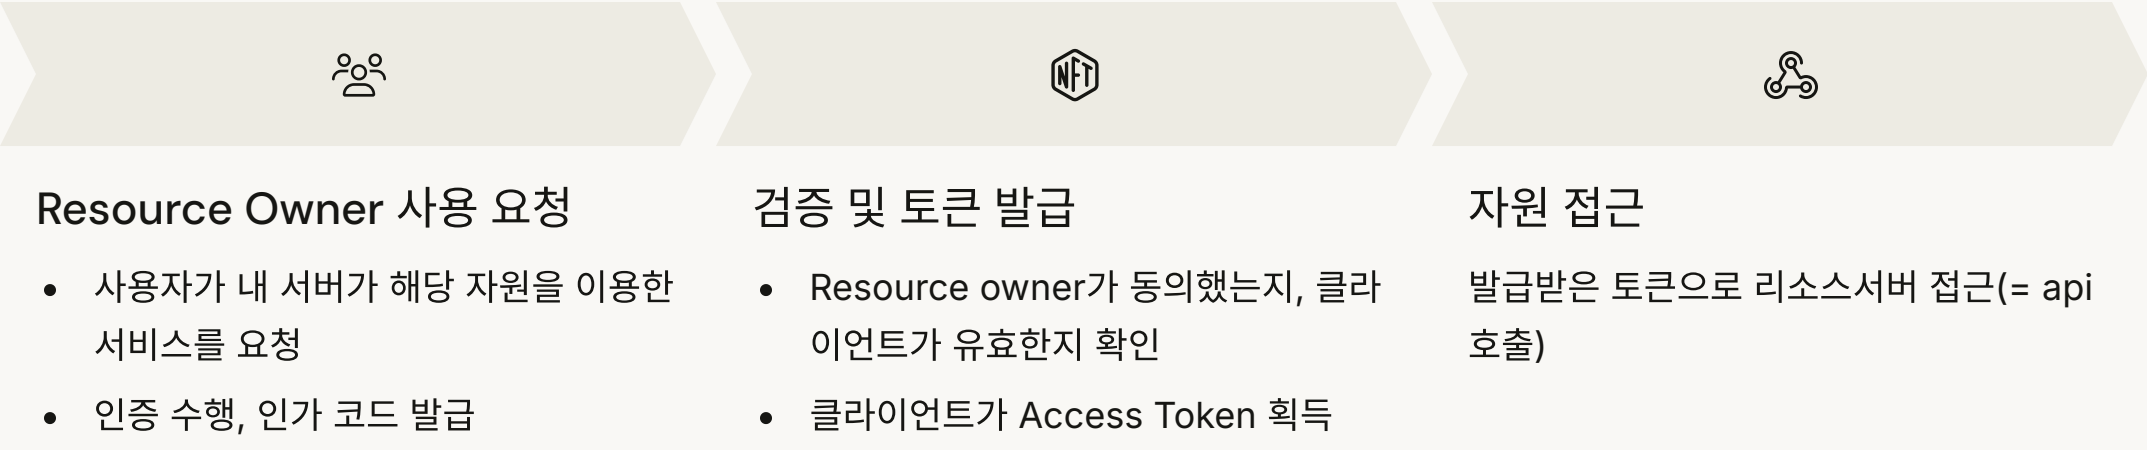 NFT
Resource Owner 사용 요청
사용자가 내 서버가 해당 자원을 이용한
서비스를 요청
인증 수행, 인가 코드 발급
검증 및 토큰 발급
Resource owner가 동의했는지, 클라
이언트가 유효한지 확인
클라이언트가 Access Token 획득
자원 접근
발급받은 토큰으로 리소스서버 접근(= api
호출)